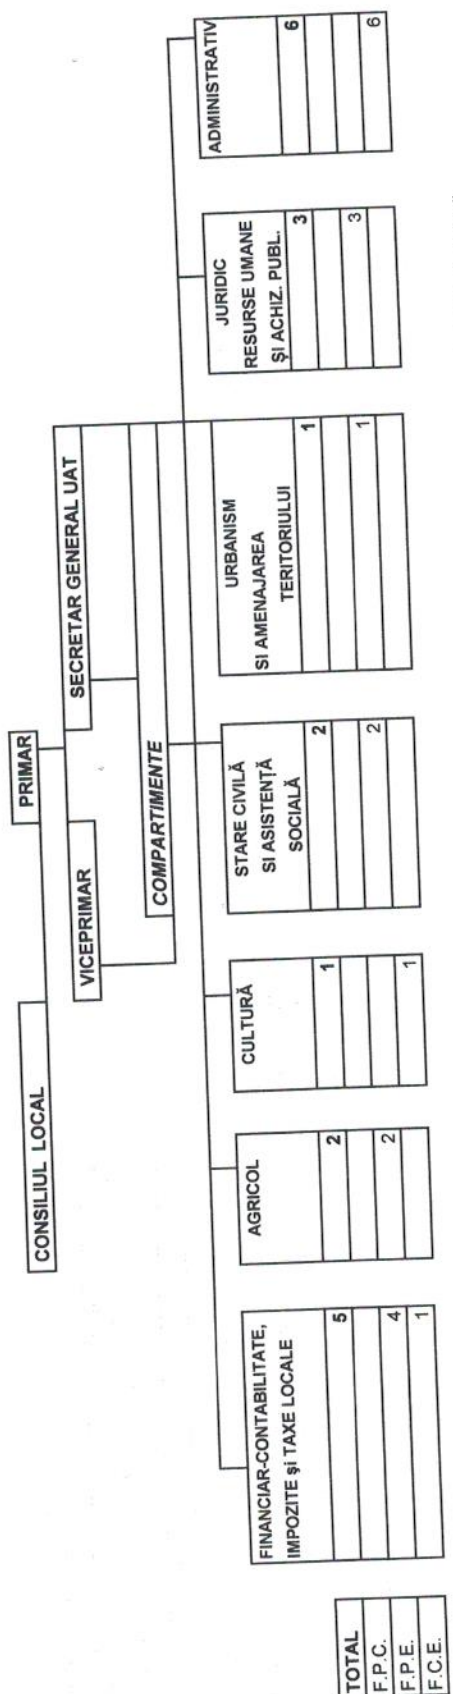 CONSILIUL LOCAL
PRIMAR
VICEPRIMAR
SECRETAR GENERAL UAT
COMPARTIMENTE
FINANCIAR-CONTABILITATE,
IMPOZITE şi TAXE LOCALE
5
4
1
AGRICOL
2
2
CULTURĂ
1
1
STARE CIVILĂ
SI ASISTENŢĂ
SOCIALĂ
2
2
URBANISM
SI AMENAJAREA
TERITORIULUI
1
1
JURIDIC
RESURSE UMANE
ŞI ACHIZ. PUBL.
3
3
ADMINISTRATIV
6
6
TOTAL
F.P.C.
F.P.E.
F.C.E.